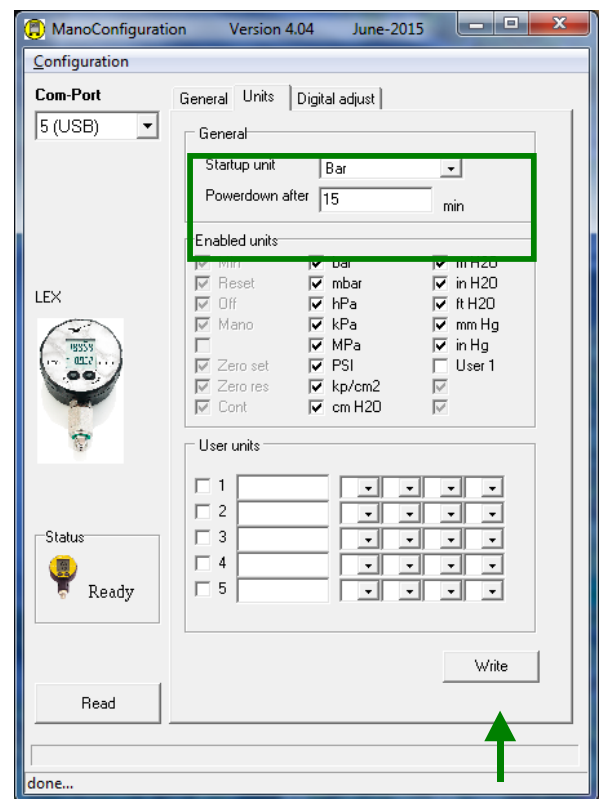 ManoConfiguration Version 4.04 June-2015
Configuration
Com-Port
5 (USB)
General Units Digital adjust
General
Startup unit Bar
Powerdown after 15 min
Enabled units
Min bar m H2O
Reset mbar in H2O
Off hPa ft H2O
Mano kPa mm Hg
MPa in Hg
Zero set PSI User 1
Zero res kp/cm2
Cont cm H2O
LEX
User units
1
2
3
4
5
Status
Ready
Write
Read
done...